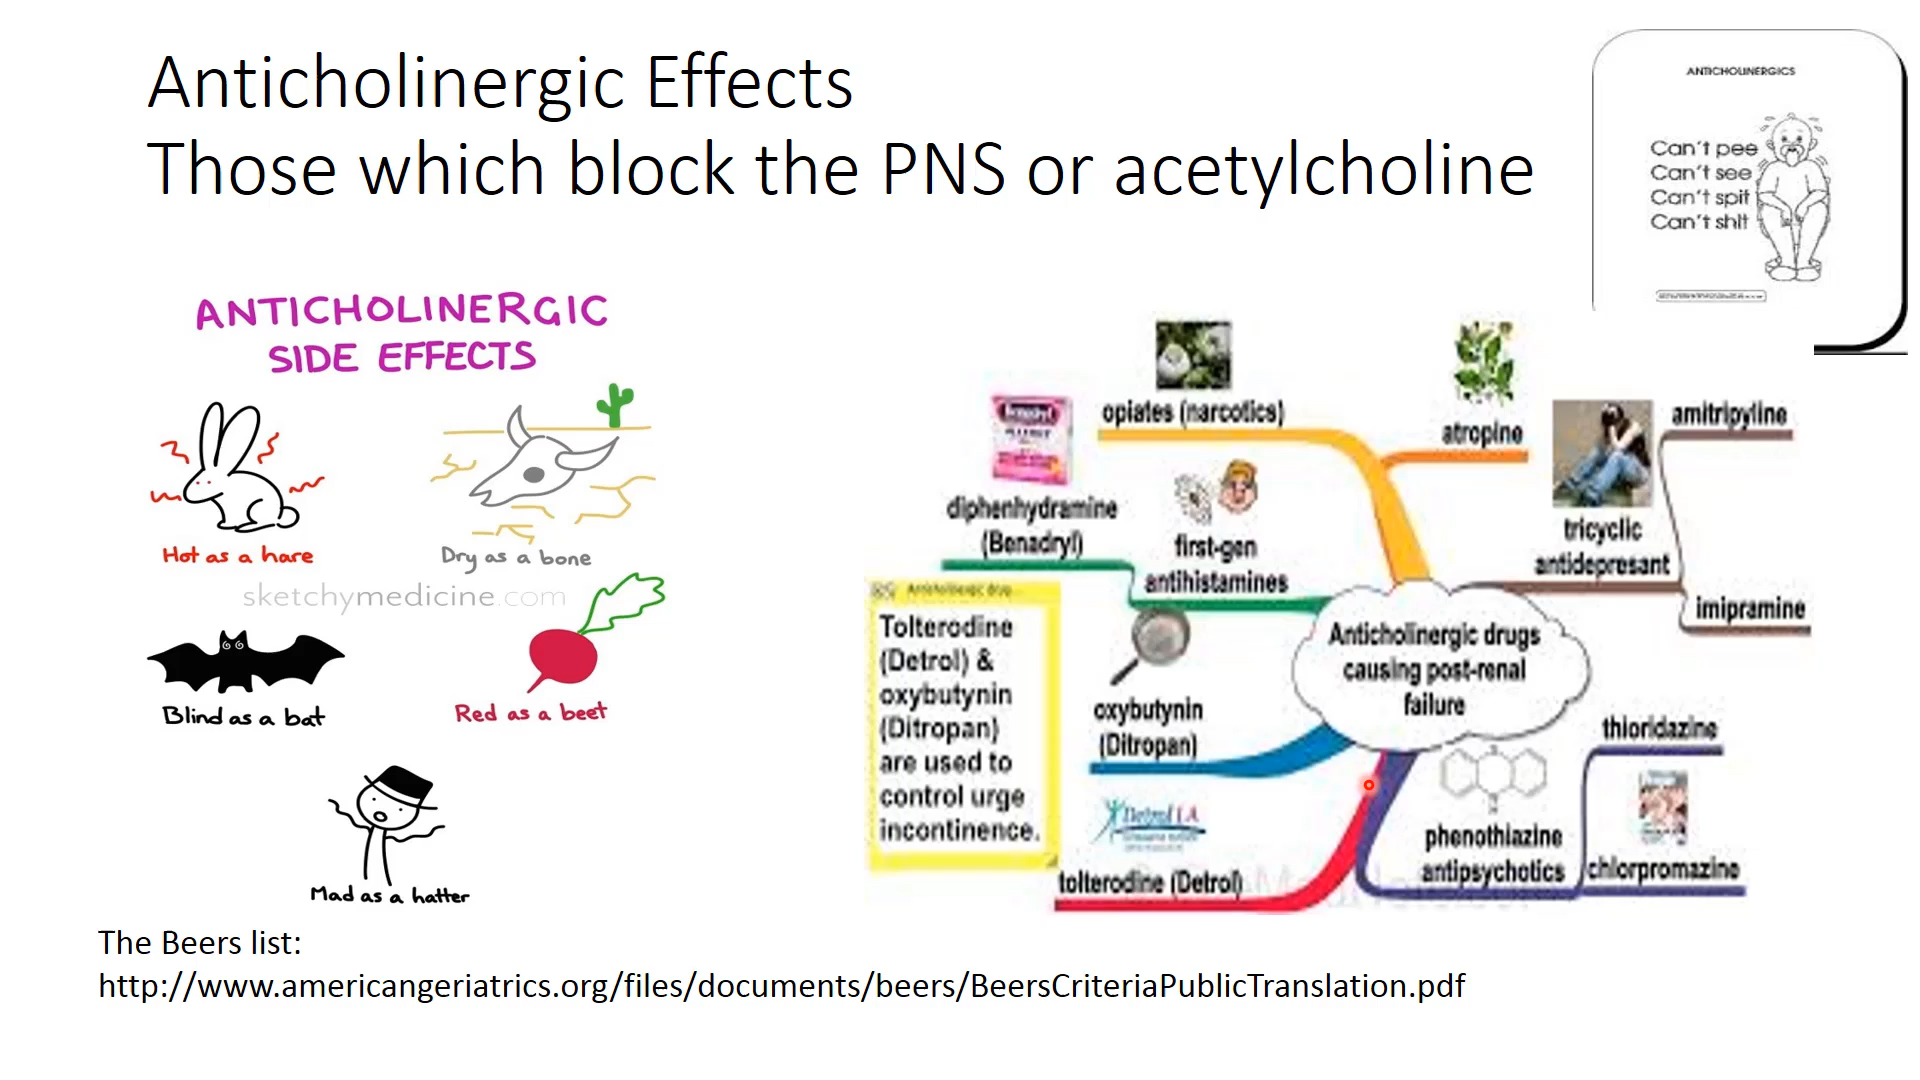 Anticholinergic Effects
Those which block the PNS or acetylcholine
ANTICHOLINERGICS
Can't pee
Can't see
Can't spit
Can't shit
ANTICHOLINERGIC
SIDE EFFECTS
Hot as a hare
Dry as a bone
sketchymedicine.com
Blind as a bat
Red as a beet
Mad as a hatter
opiates (narcotics)
atropine
amitripyline
tricyclic
antidepresant
imipramine
diphenhydramine
(Benadryl)
first-gen
antihistamines
Anticholinergic drugs
causing post-renal
failure
Tolterodine
(Detrol) &
oxybutynin
(Ditropan)
are used to
control urge
incontinence.
oxybutynin
(Ditropan)
Detrol LA
tolterodine (Detrol)
thioridazine
phenothiazine
antipsychotics
chlorpromazine
The Beers list:
http://www.americangeriatrics.org/files/documents/beers/BeersCriteriaPublicTranslation.pdf